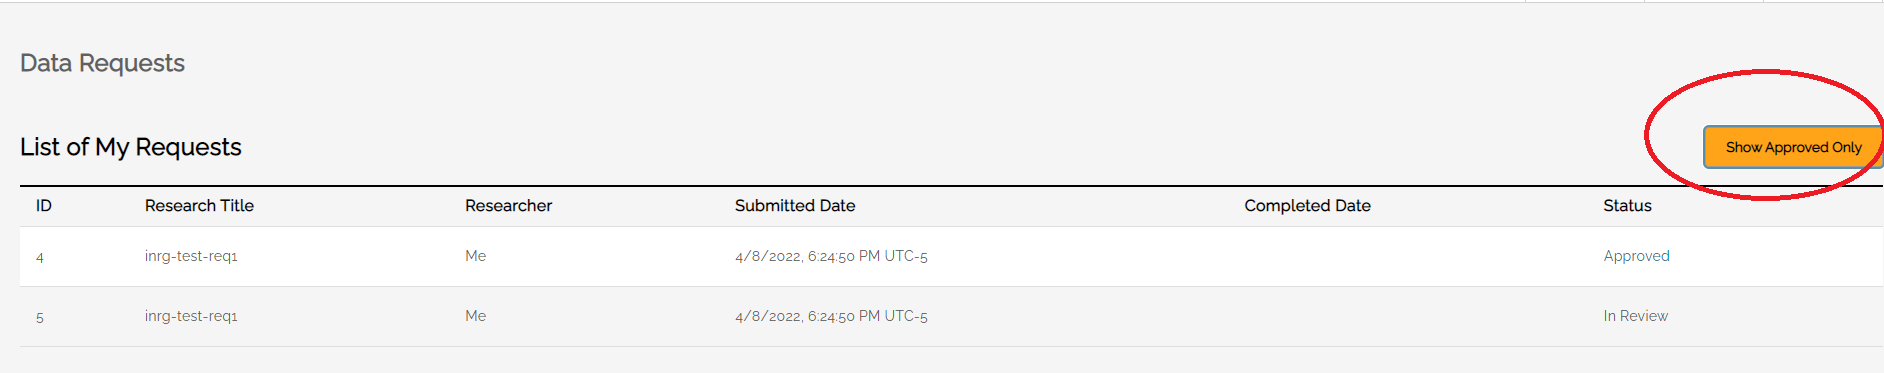 Data Requests
List of My Requests
Show Approved Only
ID Research Title Researcher Submitted Date Completed Date Status
4 inrg-test-req1 Me 4/8/2022, 6:24:50 PM UTC-5 Approved
5 inrg-test-req1 Me 4/8/2022, 6:24:50 PM UTC-5 In Review